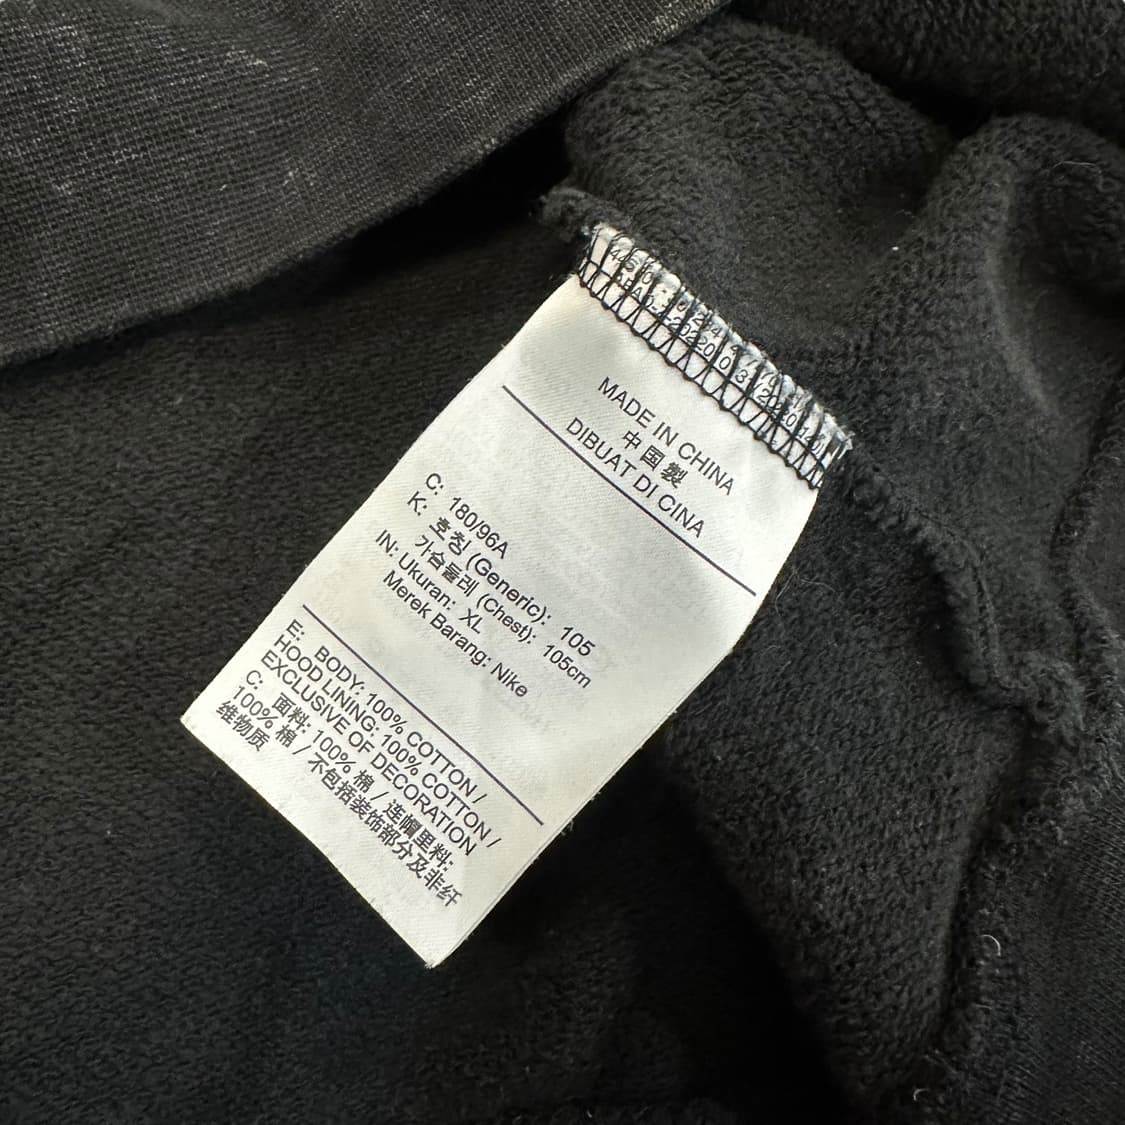 MADE IN CHINA
中国製
DIBUAT DI CINA
C: 180/96A
K: 호칭 (Generic): 105
가슴둘레 (Chest): 105cm
IN: Ukuran: XL
Merek Barang: Nike
E: BODY: 100% COTTON /
HOOD LINING: 100% COTTON /
EXCLUSIVE OF DECORATION
C: 面料: 100% 棉 / 连帽里料:
100% 棉 / 不包括装饰部分及非纤
维物质